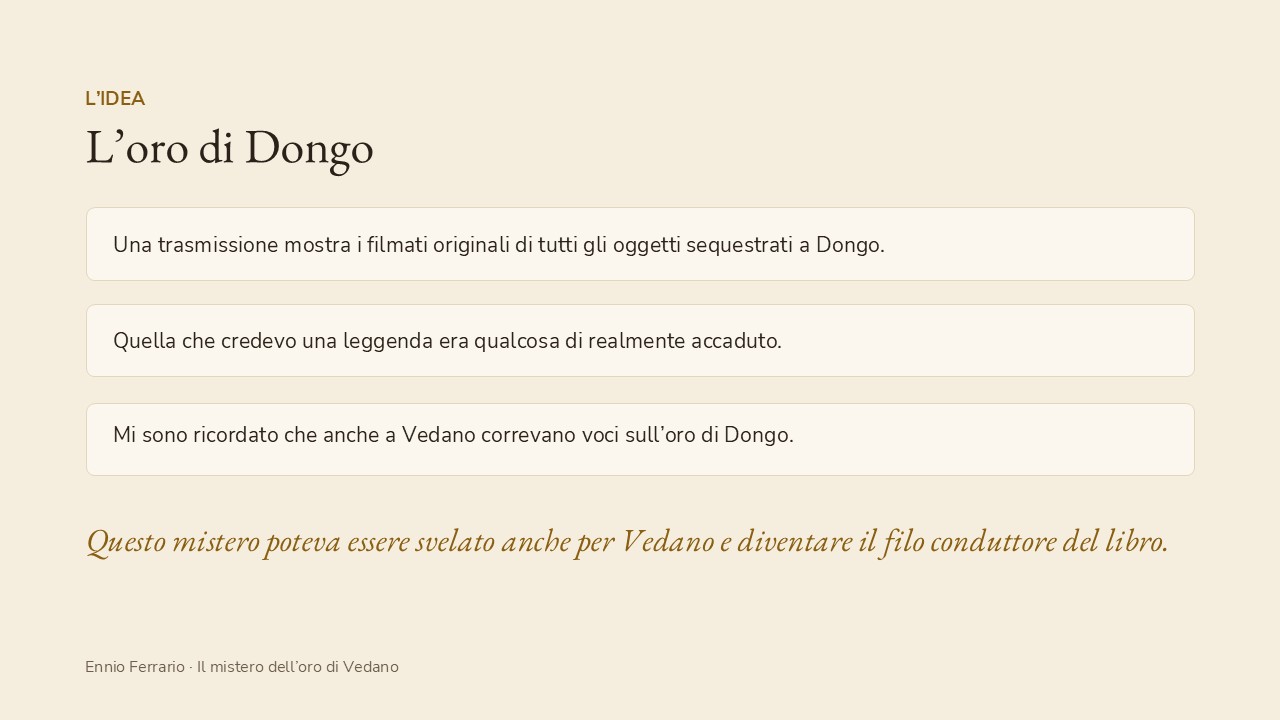 L’IDEA
L’oro di Dongo
Una trasmissione mostra i filmati originali di tutti gli oggetti sequestrati a Dongo.
Quella che credevo una leggenda era qualcosa di realmente accaduto.
Mi sono ricordato che anche a Vedano correvano voci sull’oro di Dongo.
Questo mistero poteva essere svelato anche per Vedano e diventare il filo conduttore del libro.
Ennio Ferrario · Il mistero dell’oro di Vedano